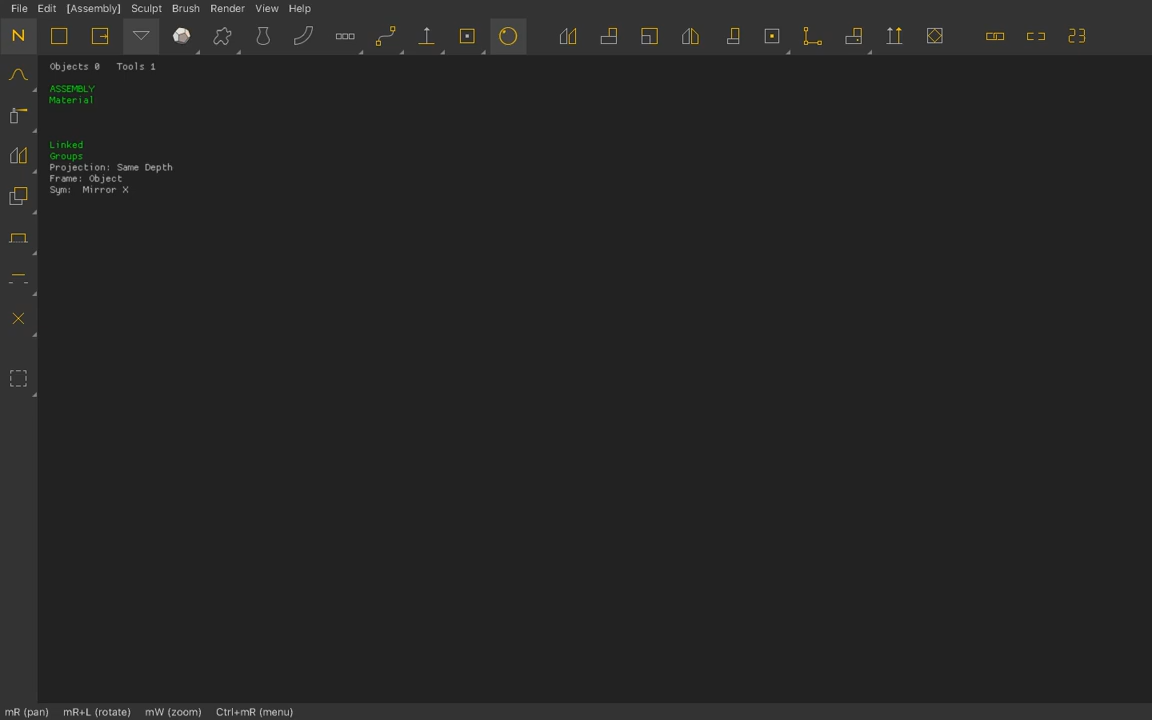 File Edit [Assembly] Sculpt Brush Render View Help
N
23
Objects 0 Tools 1
ASSEMBLY
Material
Linked
Groups
Projection: Same Depth
Frame: Object
Sym: Mirror X
mR (pan) mR+L (rotate) mW (zoom) Ctrl+mR (menu)